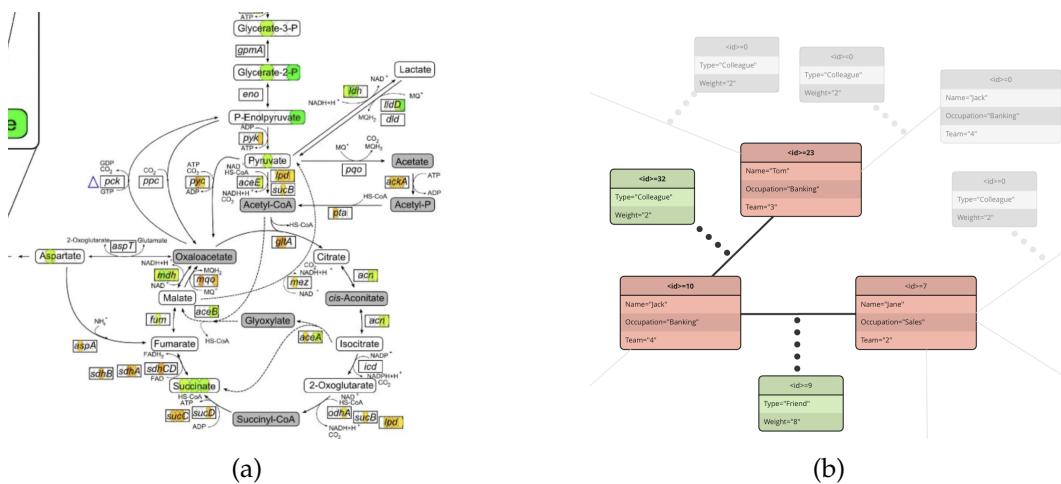 ATP
Glycerate-3-P
gpmA
Glycerate-2-P
eno
P-Enolpyruvate
ADP
pyk
ATP
Pyruvate
Lactate
ldh
NAD+
NADH+H+
lldD
dld
MQ+
MQH2
MQ+
CO2
MQH2
pqo
Acetate
ackA
ATP
ADP
Acetyl-P
HS-CoA
pta
GDP
CO2
pck
GTP
CO2
ppc
ATP
CO2
pyc
ADP
NAD+
HS-CoA
aceE
NADH+H+
CO2
lpd
sucB
Acetyl-CoA
HS-CoA
gltA
2-Oxoglutarate
Glutamate
aspT
Aspartate
Oxaloacetate
Citrate
NADH+H+
mdh
NAD+
MQH2
mqo
MQ+
CO2
NADH+H+
mez
NAD+
acn
Malate
aceB
cis-Aconitate
HS-CoA
Glyoxylate
acn
fum
aceA
NH3+
aspA
Fumarate
Isocitrate
FADH2
sdhCD
sdhA
sdhB
FAD
NADP+
icd
NADPH+H+
CO2
Succinate
2-Oxoglutarate
HS-CoA
ATP
sucD
sucC
ADP
Succinyl-CoA
NAD+
HS-CoA
odhA
sucB
lpd
NADH+H+
CO2
(a)
<id>=0
Type="Colleague"
Weight="2"
<id>=0
Type="Colleague"
Weight="2"
<id>=0
Name="Jack"
Occupation="Banking"
Team="4"
<id>=23
Name="Tom"
Occupation="Banking"
Team="3"
<id>=32
Type="Colleague"
Weight="2"
<id>=0
Type="Colleague"
Weight="2"
<id>=10
Name="Jack"
Occupation="Banking"
Team="4"
<id>=7
Name="Jane"
Occupation="Sales"
Team="2"
<id>=9
Type="Friend"
Weight="8"
(b)